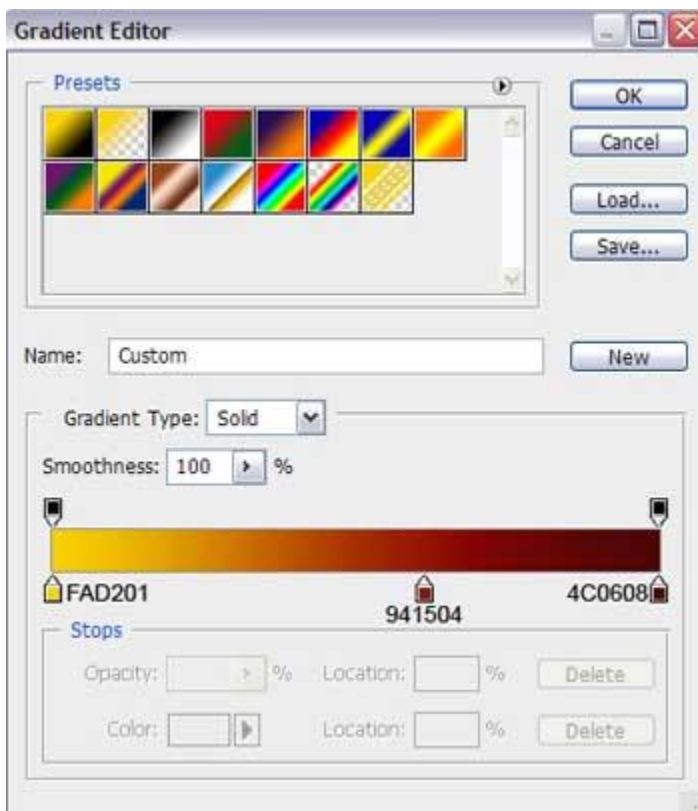 Gradient Editor
Presets
OK
Cancel
Load...
Save...
Name: Custom
New
Gradient Type: Solid
Smoothness: 100 %
FAD201
941504
4C0608
Stops
Opacity: % Location: % Delete
Color: Location: % Delete